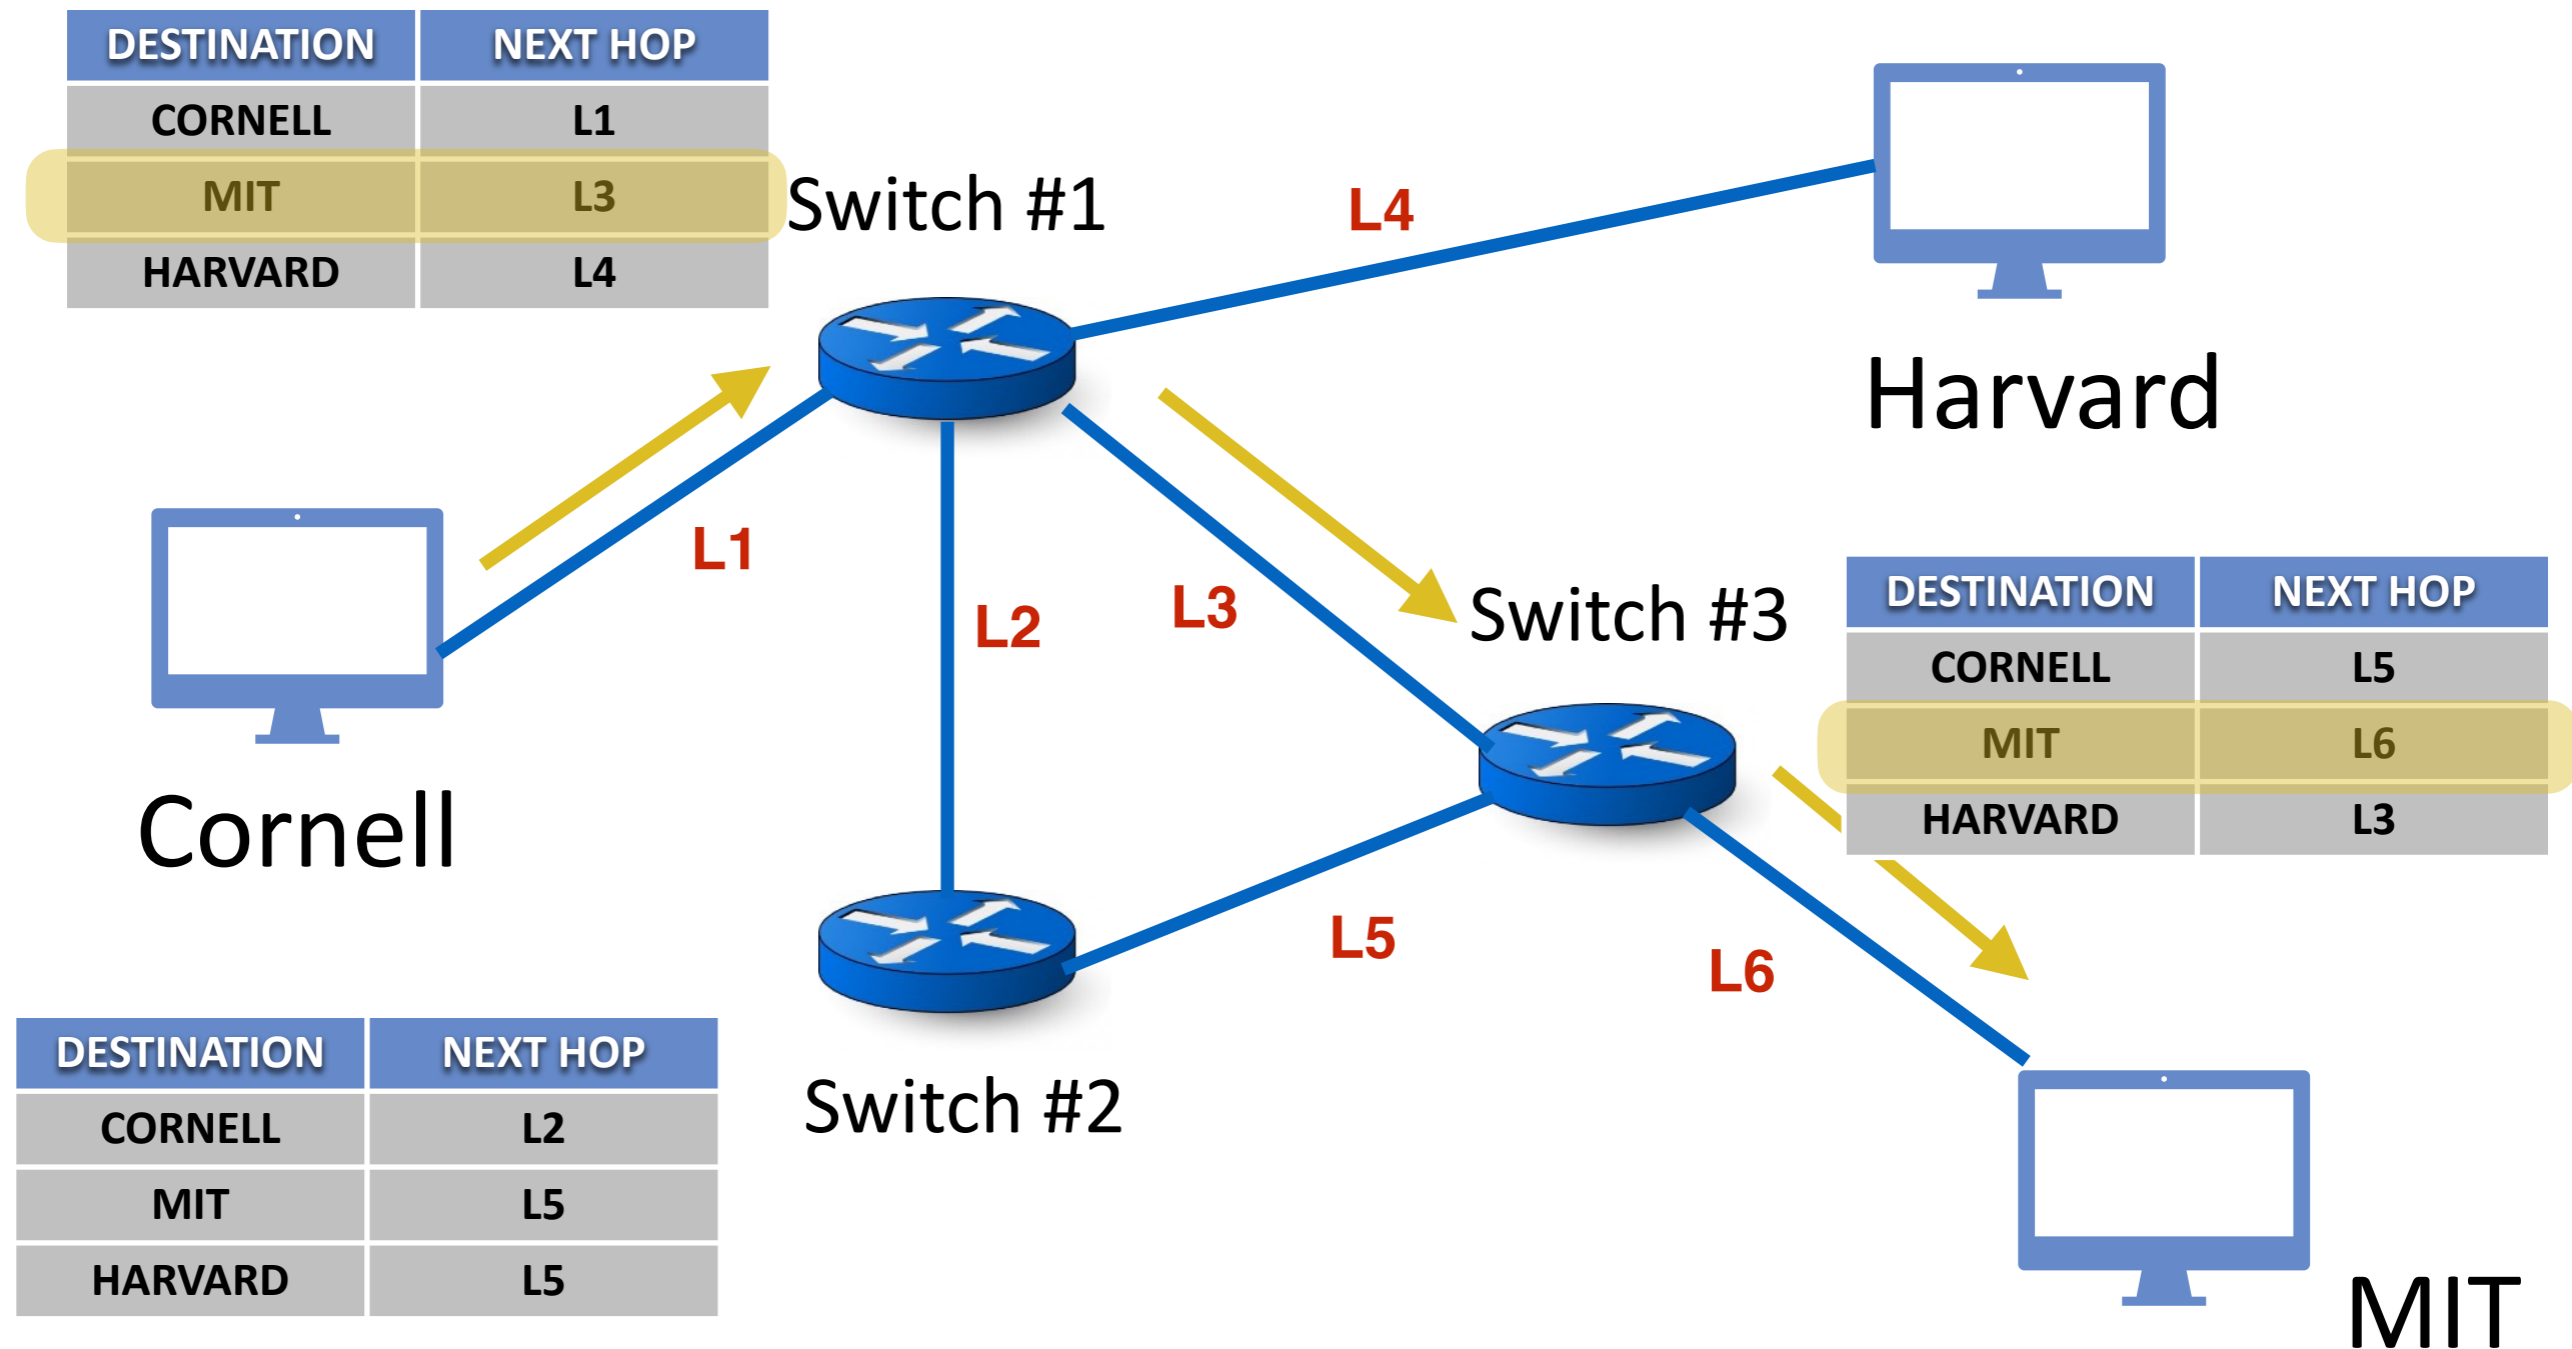 DESTINATION NEXT HOP
CORNELL L1
MIT L3
HARVARD L4
Switch #1
L4
Harvard
L1
L2
L3
Switch #3
DESTINATION NEXT HOP
CORNELL L5
MIT L6
HARVARD L3
Cornell
L5
L6
DESTINATION NEXT HOP
CORNELL L2
MIT L5
HARVARD L5
Switch #2
MIT